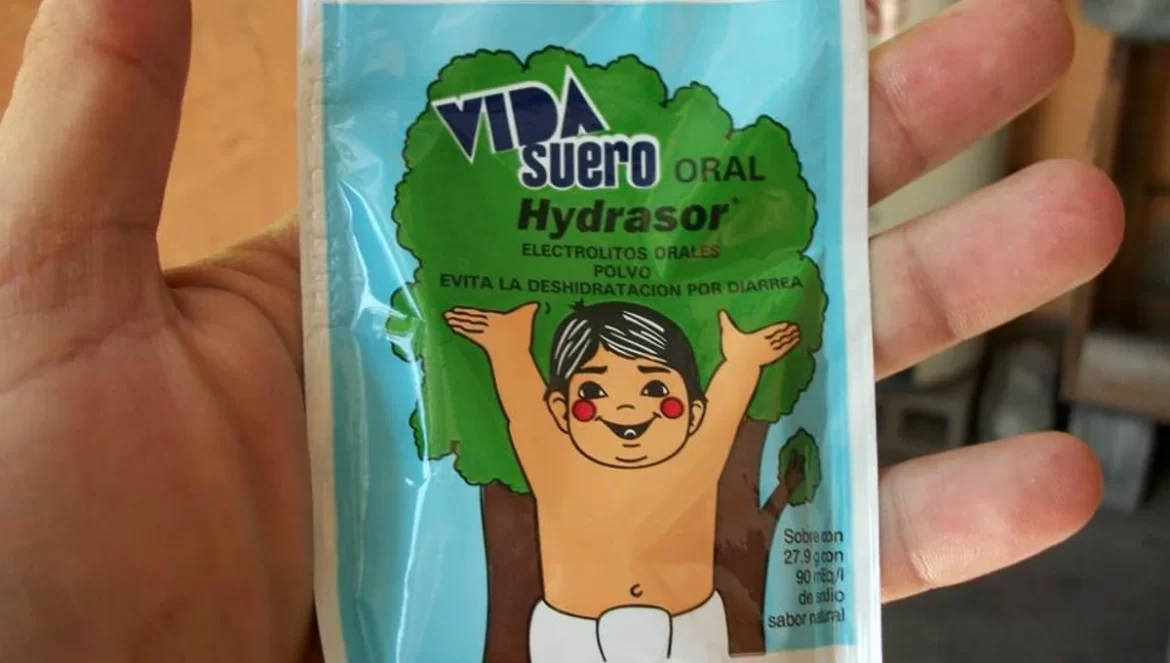 VIDA
suero ORAL
Hydrasor
ELECTROLITOS ORALES
POLVO
EVITA LA DESHIDRATACION POR DIARREA
Sobre con
27.9 g con
90 mEq/l
de sodio
sabor natural